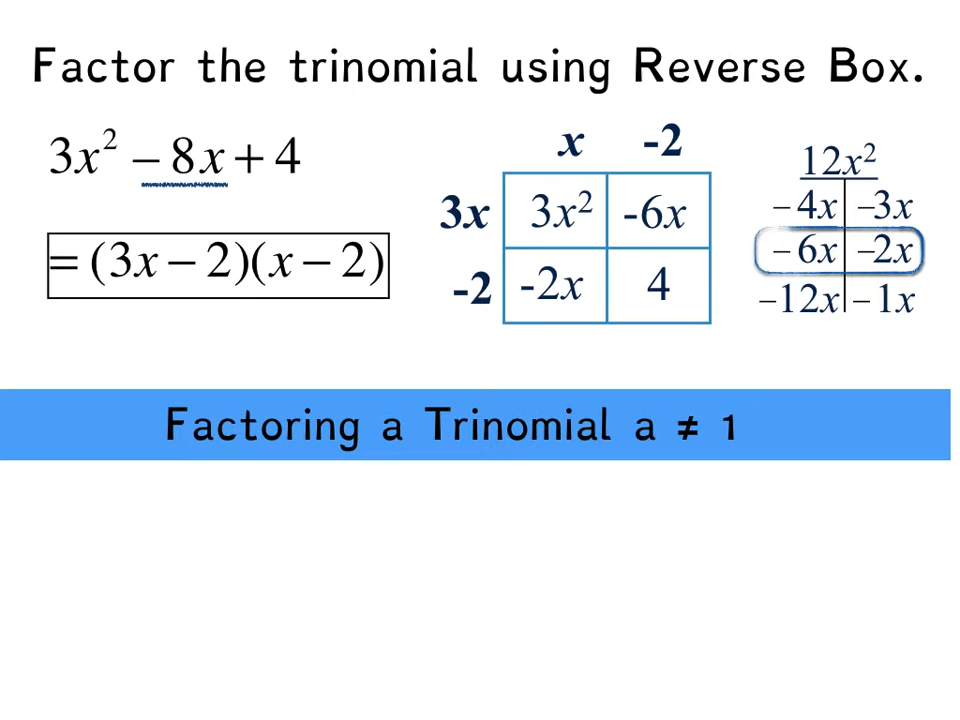 Factor the trinomial using Reverse Box.
3x² – 8x + 4
= (3x – 2)(x – 2)
x -2
3x 3x² -6x
-2 -2x 4
12x²
– 4x –3x
– 6x –2x
–12x – 1x
Factoring a Trinomial a ≠ 1